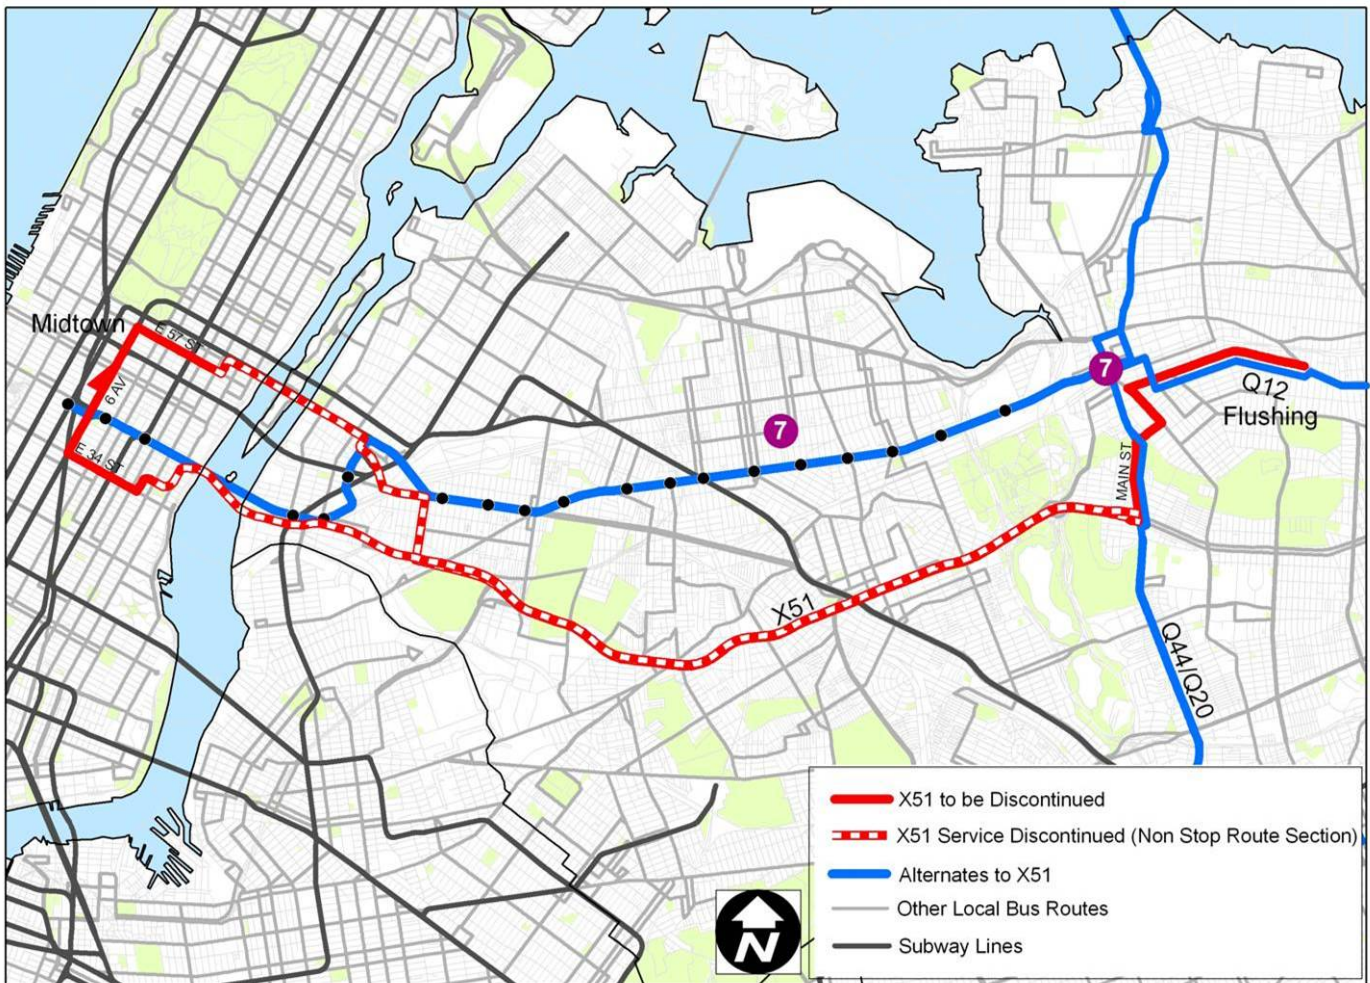 Midtown
E 57 ST
6 AV
E 34 ST
7
7
Q12
Flushing
MAIN ST
X51
Q44/Q20
X51 to be Discontinued
X51 Service Discontinued (Non Stop Route Section)
Alternates to X51
Other Local Bus Routes
Subway Lines
N